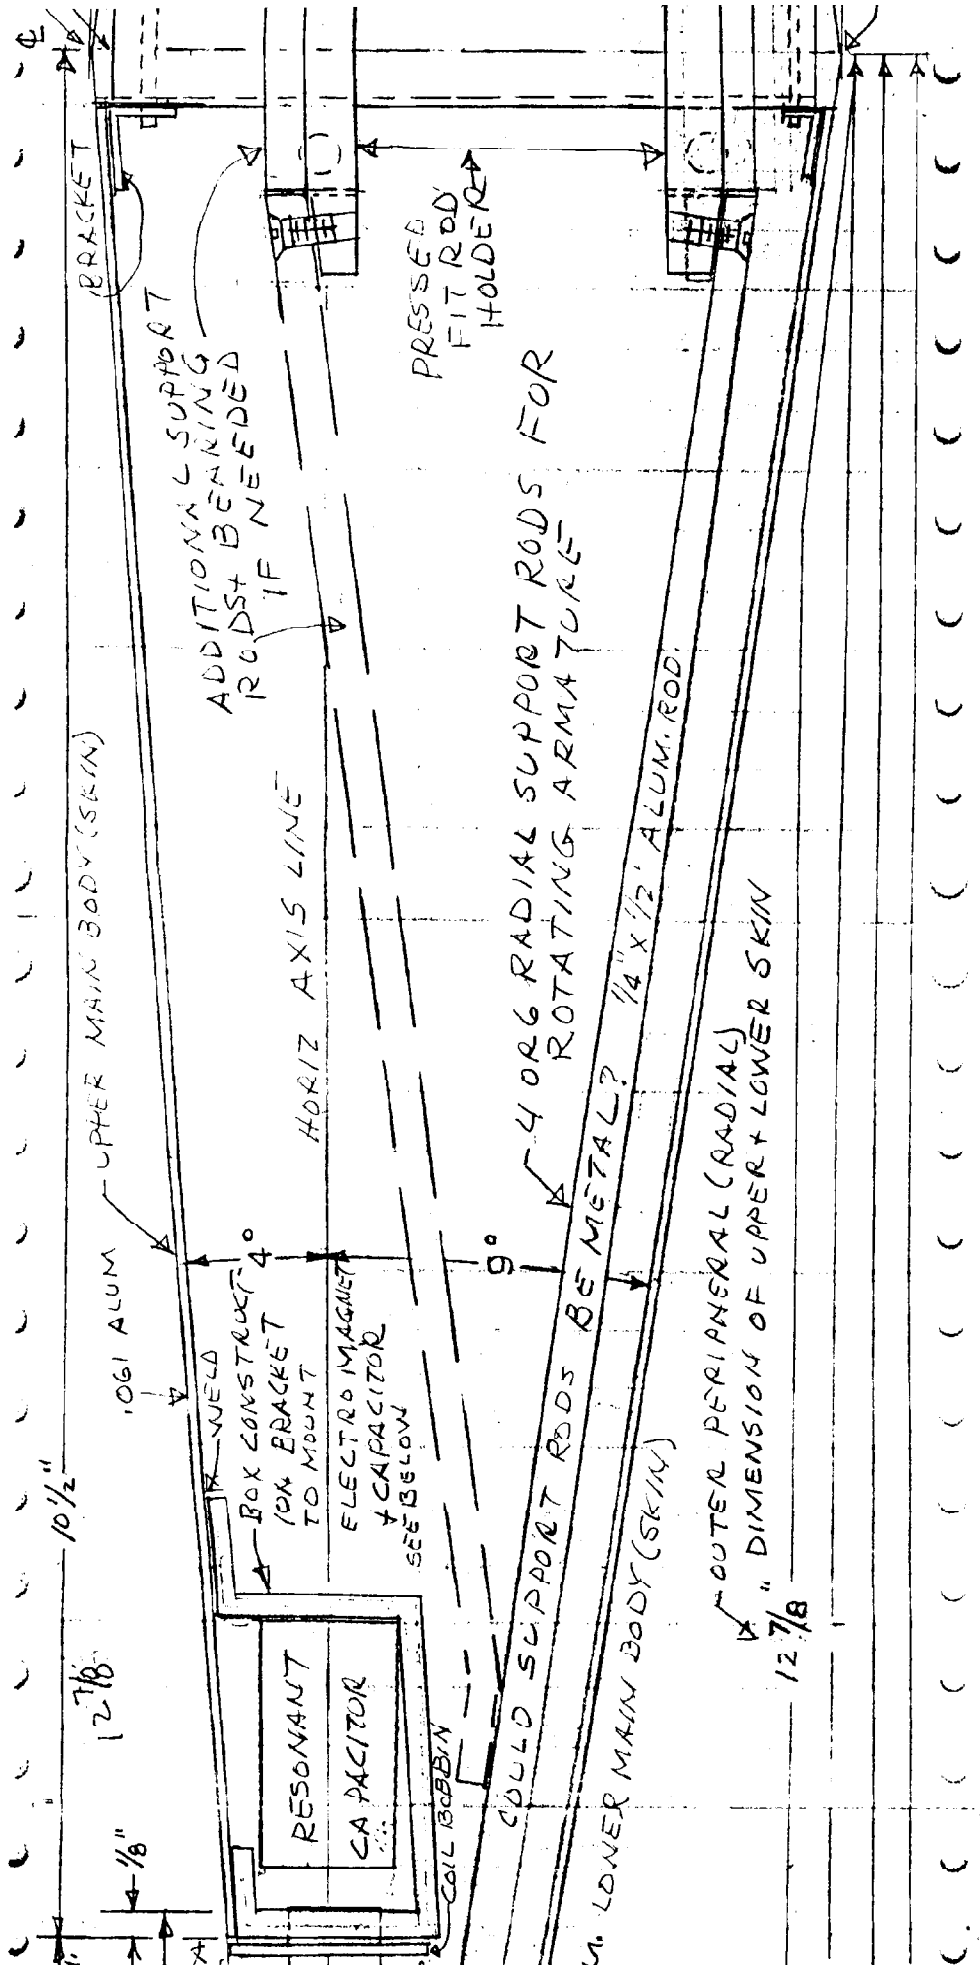 BRACKET
ADDITIONAL SUPPORT
RODS + BEARING
IF NEEDED
PRESSED
FIT ROD
HOLDER
UPPER MAIN BODY (SKIN)
.061 ALUM
10 1/2"
12 7/8
1/8"
HORIZ AXIS LINE
4 OR 6 RADIAL SUPPORT RODS FOR
ROTATING ARMATURE
COULD SUPPORT RODS BE METAL? 1/4" X 1/2' ALUM. ROD.
4°
9°
WELD
BOX CONSTRUCT
(OR BRACKET
TO MOUNT
ELECTRO MAGNET
+ CAPACITOR
SEE BELOW
RESONANT
CAPACITOR
COIL BOBBIN
LOWER MAIN BODY (SKIN)
OUTER PERIPHERAL (RADIAL)
DIMENSION OF UPPER + LOWER SKIN
12 7/8"